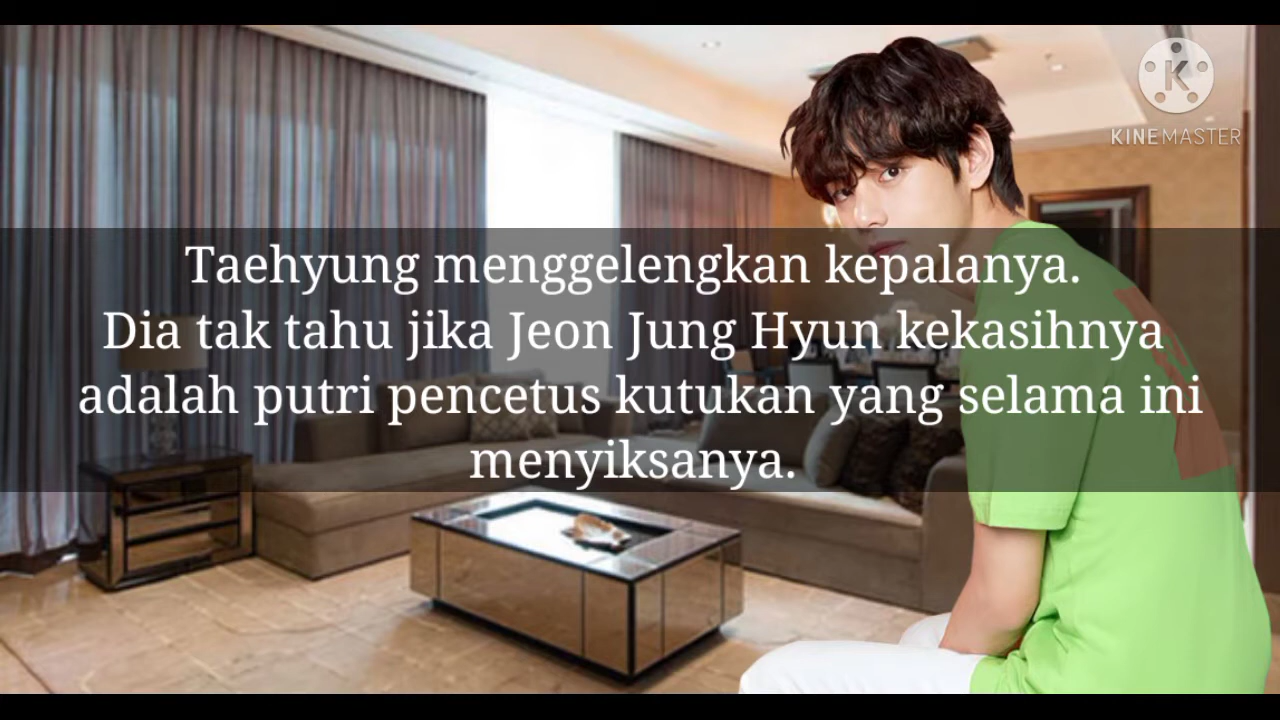 KINEMASTER
Taehyung menggelengkan kepalanya.
Dia tak tahu jika Jeon Jung Hyun kekasihnya
adalah putri pencetus kutukan yang selama ini
menyiksanya.